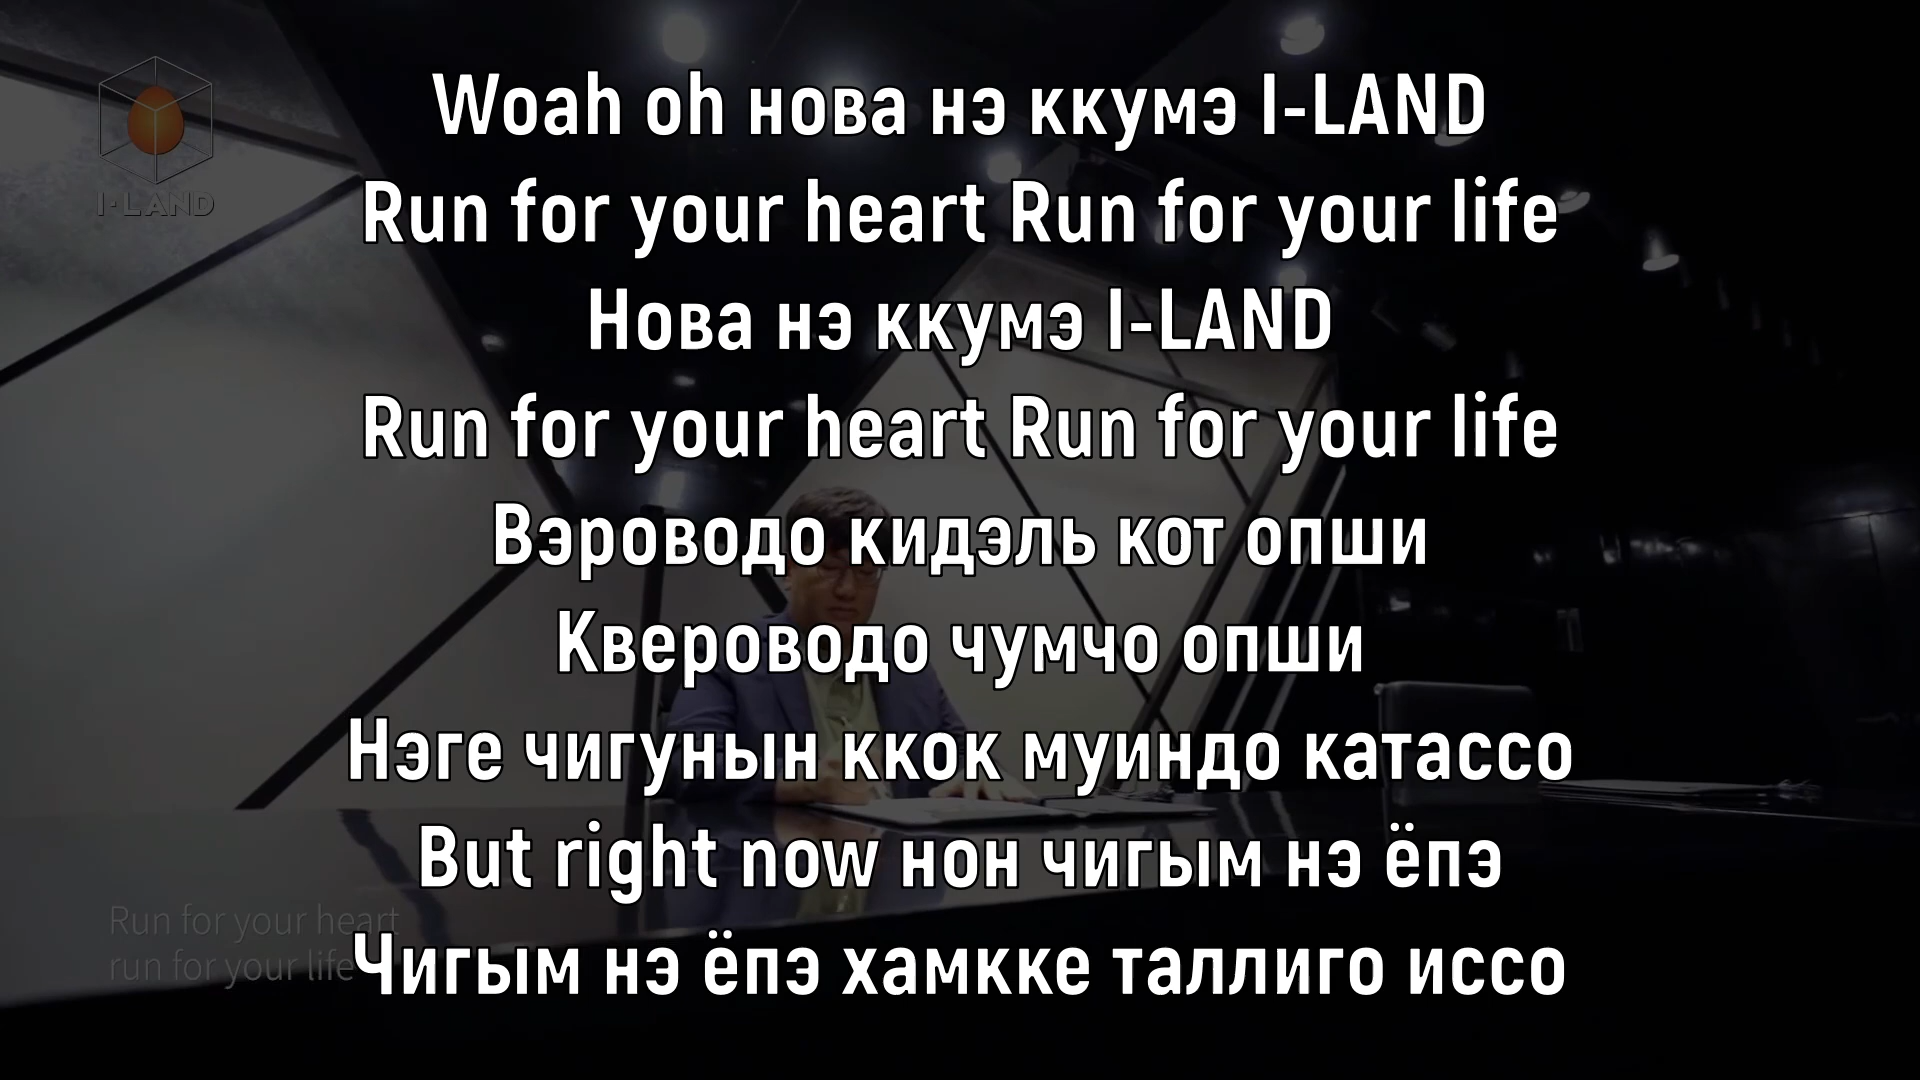 I-LAND
Woah oh нова нэ ккумэ I-LAND
Run for your heart Run for your life
Нова нэ ккумэ I-LAND
Run for your heart Run for your life
Вэроводо кидэль кот опши
Квероводо чумчо опши
Нэге чигунын ккок муиндо катассо
But right now нон чигым нэ ёпэ
Чигым нэ ёпэ хамкке таллиго иссо
Run for your heart
run for your life